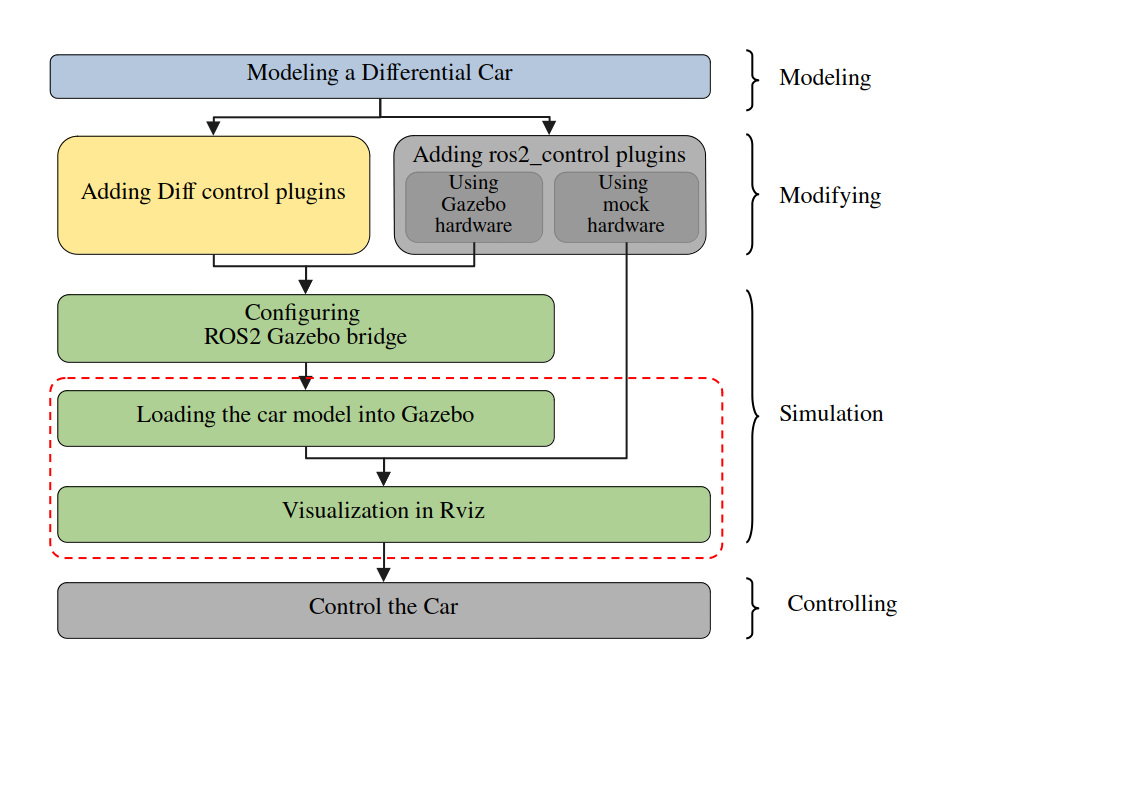 Modeling a Differential Car
Modeling
Adding Diff control plugins
Adding ros2_control plugins
Using
Gazebo
hardware
Using
mock
hardware
Modifying
Configuring
ROS2 Gazebo bridge
Loading the car model into Gazebo
Visualization in Rviz
Simulation
Control the Car
Controlling